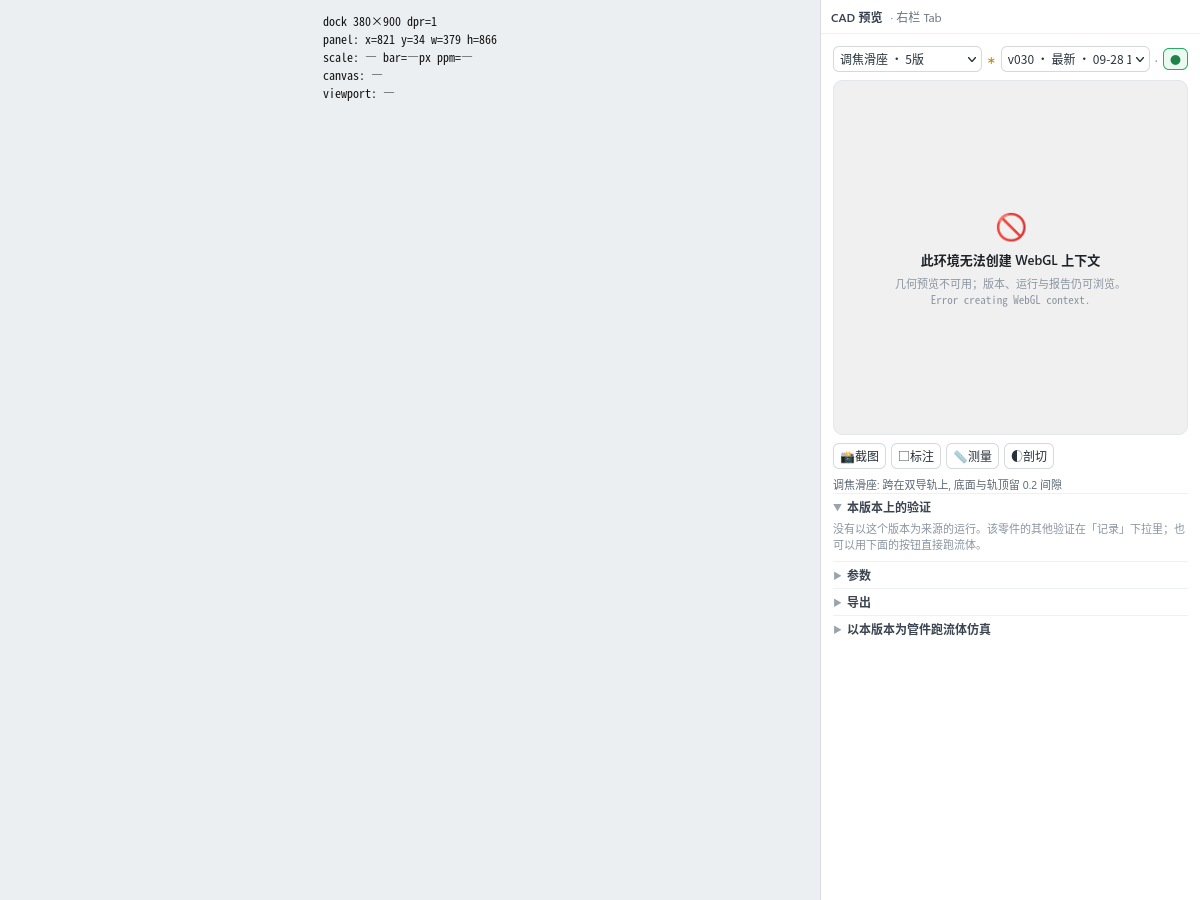 dock 380×900 dpr=1
panel: x=821 y=34 w=379 h=866
scale: — bar=—px ppm=—
canvas: —
viewport: —
CAD 预览 · 右栏 Tab
调焦滑座 · 5版 * v030 · 最新 · 09-28 1 ·
此环境无法创建 WebGL 上下文
几何预览不可用；版本、运行与报告仍可浏览。
Error creating WebGL context.
截图 标注 测量 剖切
调焦滑座: 跨在双导轨上, 底面与轨顶留 0.2 间隙
本版本上的验证
没有以这个版本为来源的运行。该零件的其他验证在「记录」下拉里；也
可以用下面的按钮直接跑流体。
参数
导出
以本版本为管件跑流体仿真